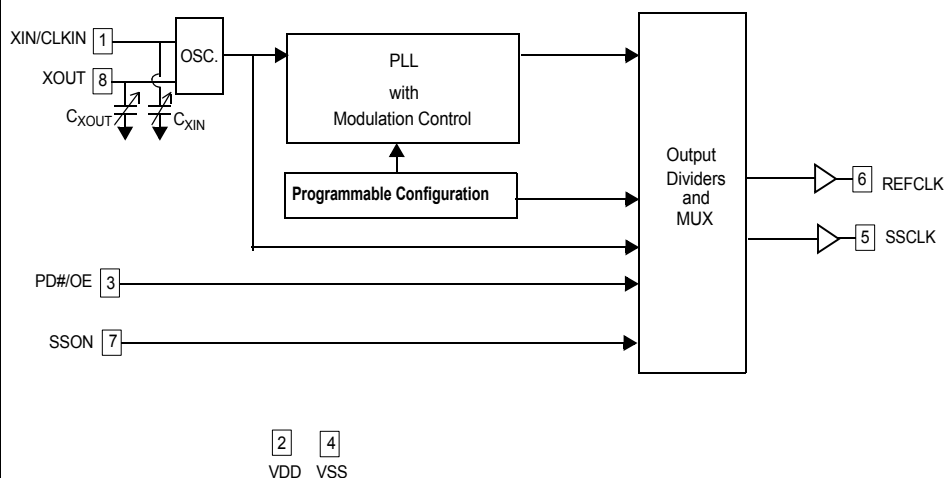 XIN/CLKIN 1
OSC.
XOUT 8
CXOUT
CXIN
PLL
with
Modulation Control
Programmable Configuration
Output
Dividers
and
MUX
6 REFCLK
5 SSCLK
PD#/OE 3
SSON 7
2 4
VDD VSS